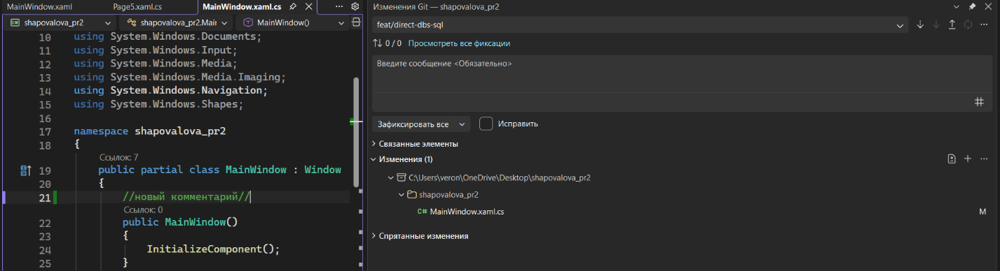 MainWindow.xaml
Page5.xaml.cs
MainWindow.xaml.cs
C# shapovalova_pr2
shapovalova_pr2.Mair
MainWindow()
10 using System.Windows.Documents;
11 using System.Windows.Input;
12 using System.Windows.Media;
13 using System.Windows.Media.Imaging;
14 using System.Windows.Navigation;
15 using System.Windows.Shapes;
16
17 namespace shapovalova_pr2
18 {
Ссылок: 7
19 public partial class MainWindow : Window
20 {
21 //новый комментарий//
Ссылок: 0
22 public MainWindow()
23 {
24 InitializeComponent();
25 }
Изменения Git — shapovalova_pr2
feat/direct-dbs-sql
0 / 0 Просмотреть все фиксации
Введите сообщение <Обязательно>
Зафиксировать все
Исправить
Связанные элементы
Изменения (1)
C:\Users\veron\OneDrive\Desktop\shapovalova_pr2
shapovalova_pr2
C# MainWindow.xaml.cs M
Спрятанные изменения